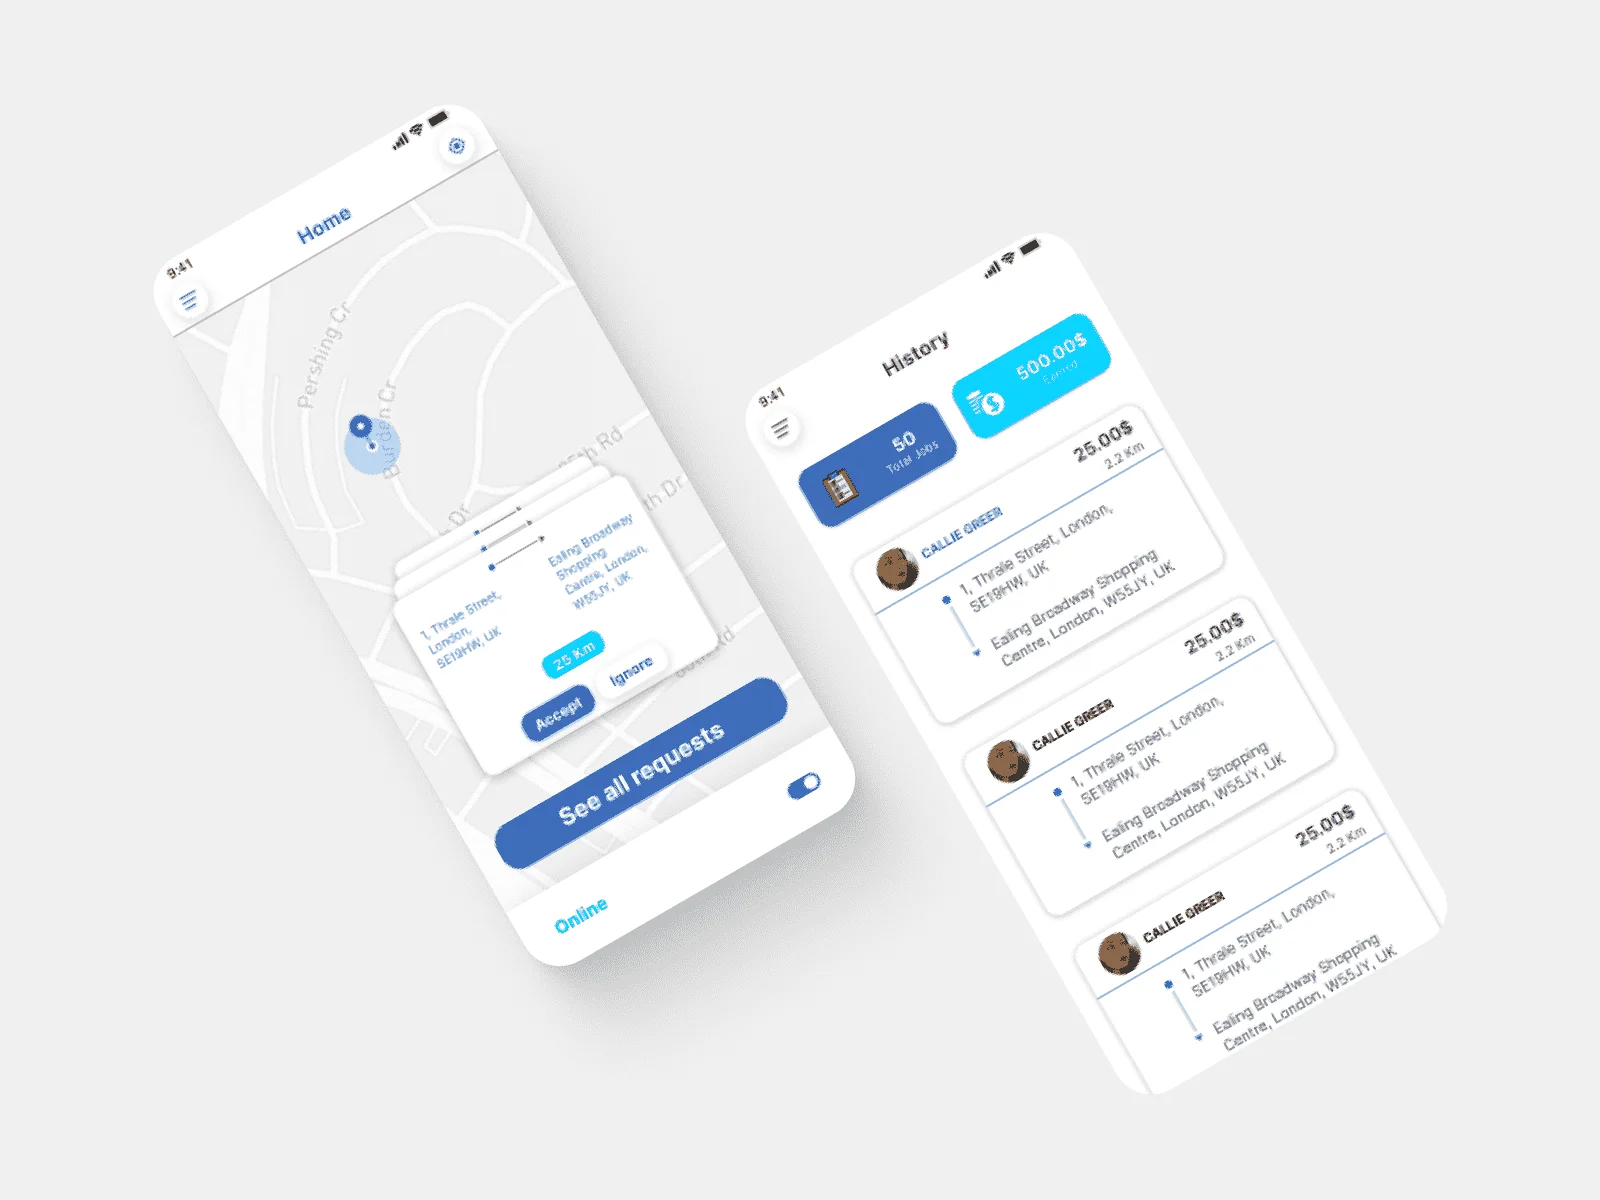 9:41
Home
Pershing Cr
Burden Cr
Dr
85th Rd
th Dr
Rd
1, Thrale Street,
London,
SE19HW, UK
Ealing Broadway
Shopping
Centre, London,
W55JY, UK
25 Km
Accept
Ignore
See all requests
Online
9:41
History
50
Total Jobs
500.00$
Earned
CALLIE GREER
25.00$
2.2 Km
1, Thrale Street, London,
SE19HW, UK
Ealing Broadway Shopping
Centre, London, W55JY, UK
CALLIE GREER
25.00$
2.2 Km
1, Thrale Street, London,
SE19HW, UK
Ealing Broadway Shopping
Centre, London, W55JY, UK
CALLIE GREER
25.00$
2.2 Km
1, Thrale Street, London,
SE19HW, UK
Ealing Broadway Shopping
Centre, London, W55JY, UK